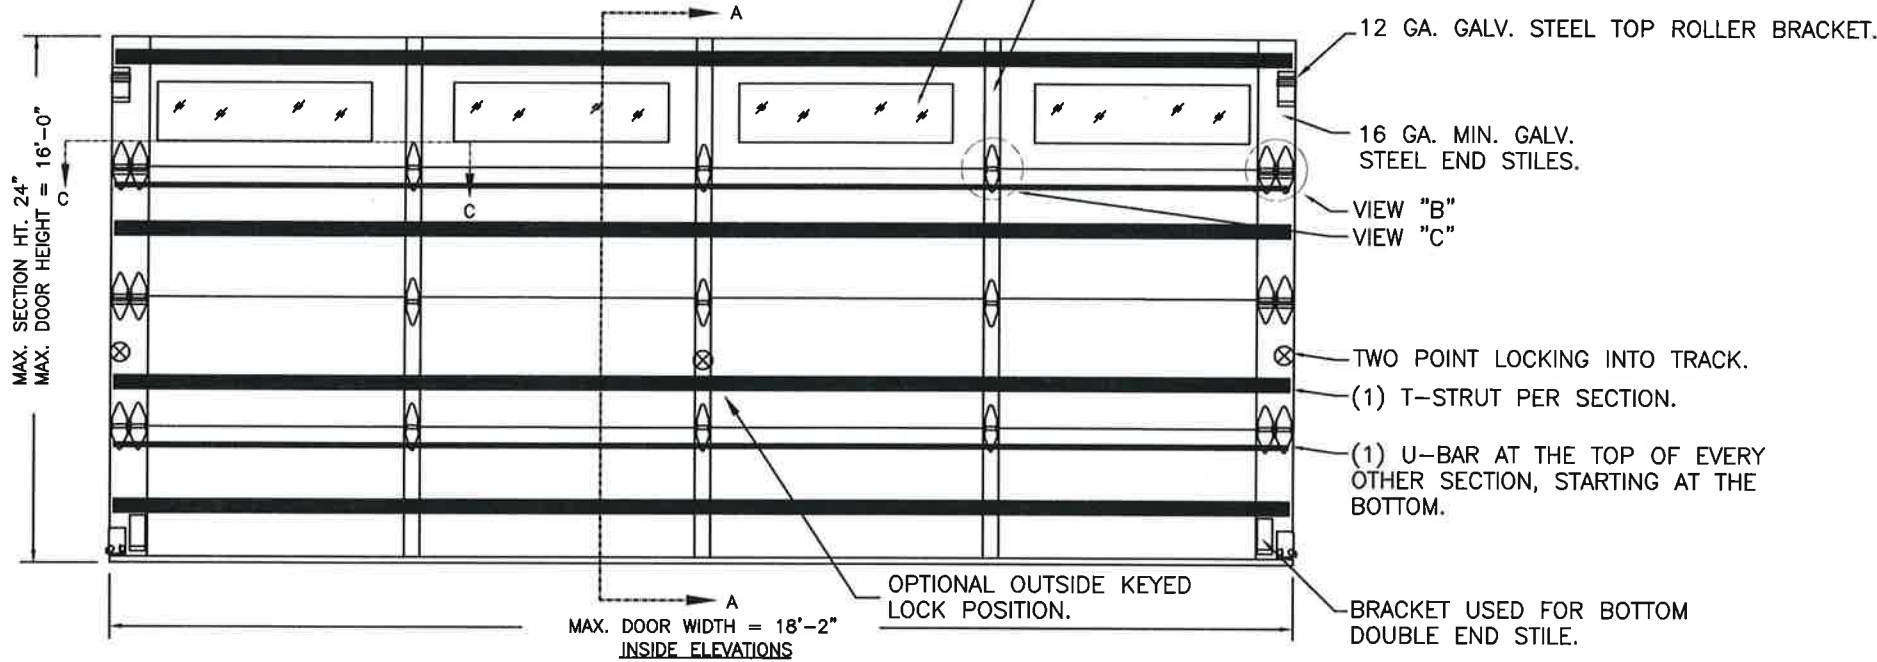 A
12 GA. GALV. STEEL TOP ROLLER BRACKET.
16 GA. MIN. GALV.
STEEL END STILES.
MAX. SECTION HT. 24"
MAX. DOOR HEIGHT = 16'-0"
C
C
VIEW "B"
VIEW "C"
TWO POINT LOCKING INTO TRACK.
(1) T-STRUT PER SECTION.
(1) U-BAR AT THE TOP OF EVERY
OTHER SECTION, STARTING AT THE
BOTTOM.
OPTIONAL OUTSIDE KEYED
LOCK POSITION.
A
BRACKET USED FOR BOTTOM
DOUBLE END STILE.
MAX. DOOR WIDTH = 18'-2"
INSIDE ELEVATIONS